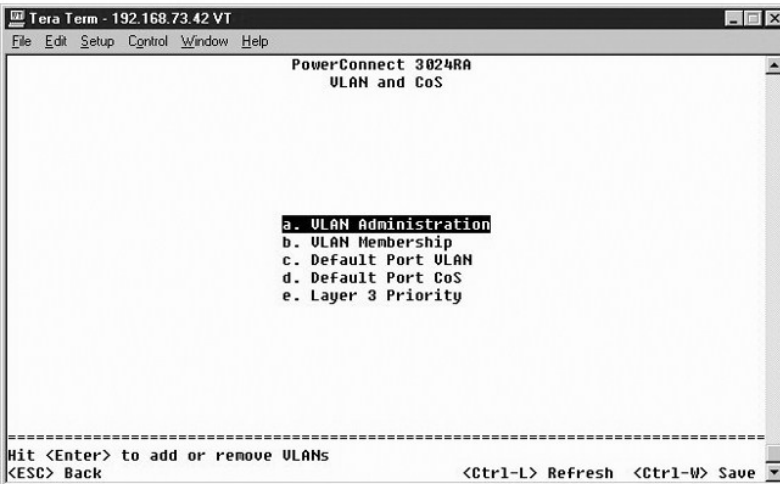 Tera Term - 192.168.73.42 VT
File Edit Setup Control Window Help
PowerConnect 3024RA
VLAN and CoS
a. VLAN Administration
b. VLAN Membership
c. Default Port VLAN
d. Default Port CoS
e. Layer 3 Priority
================================================================================
Hit <Enter> to add or remove VLANs
<ESC> Back <Ctrl-L> Refresh <Ctrl-W> Save